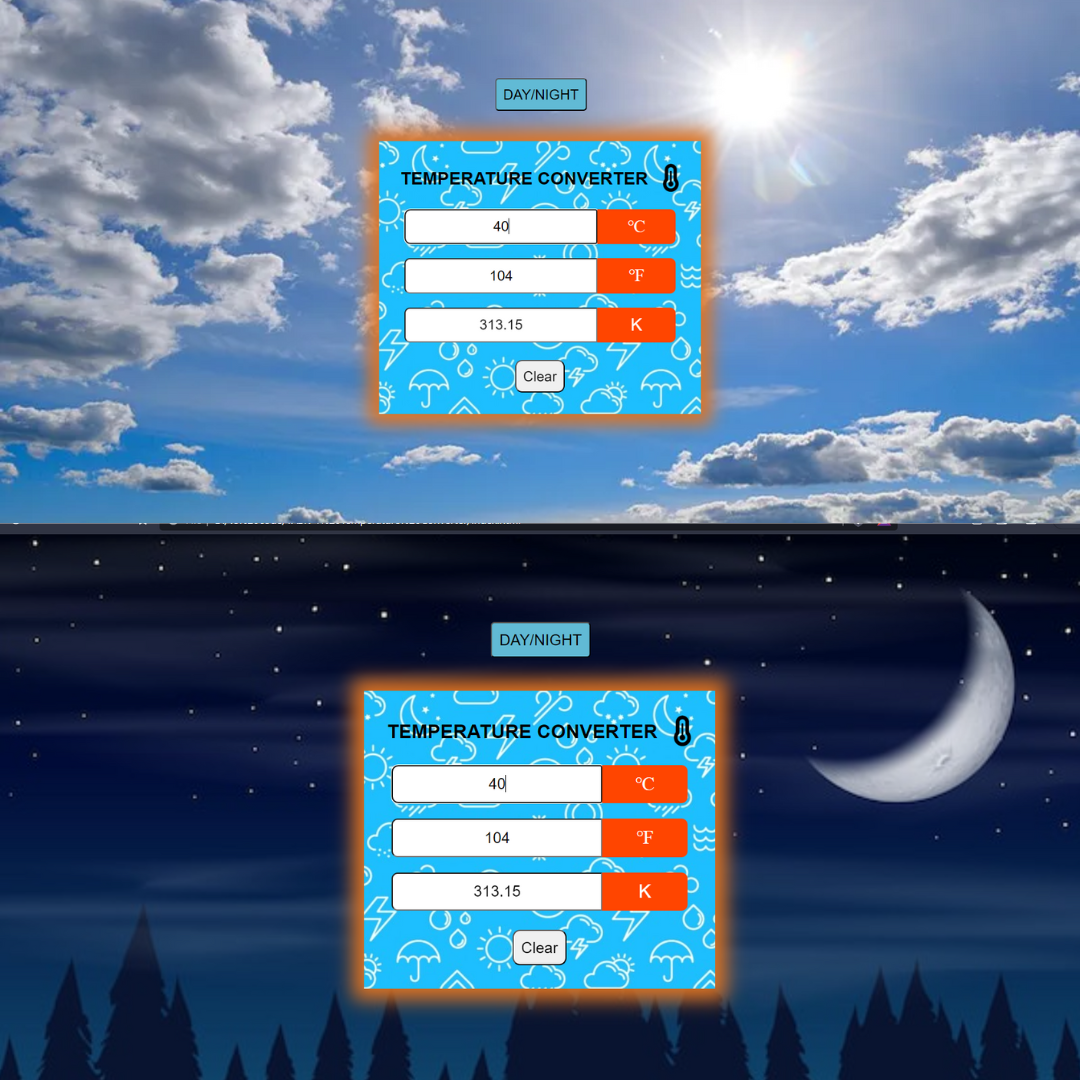 DAY/NIGHT
TEMPERATURE CONVERTER
40 °C
104 °F
313.15 K
Clear
DAY/NIGHT
TEMPERATURE CONVERTER
40 °C
104 °F
313.15 K
Clear